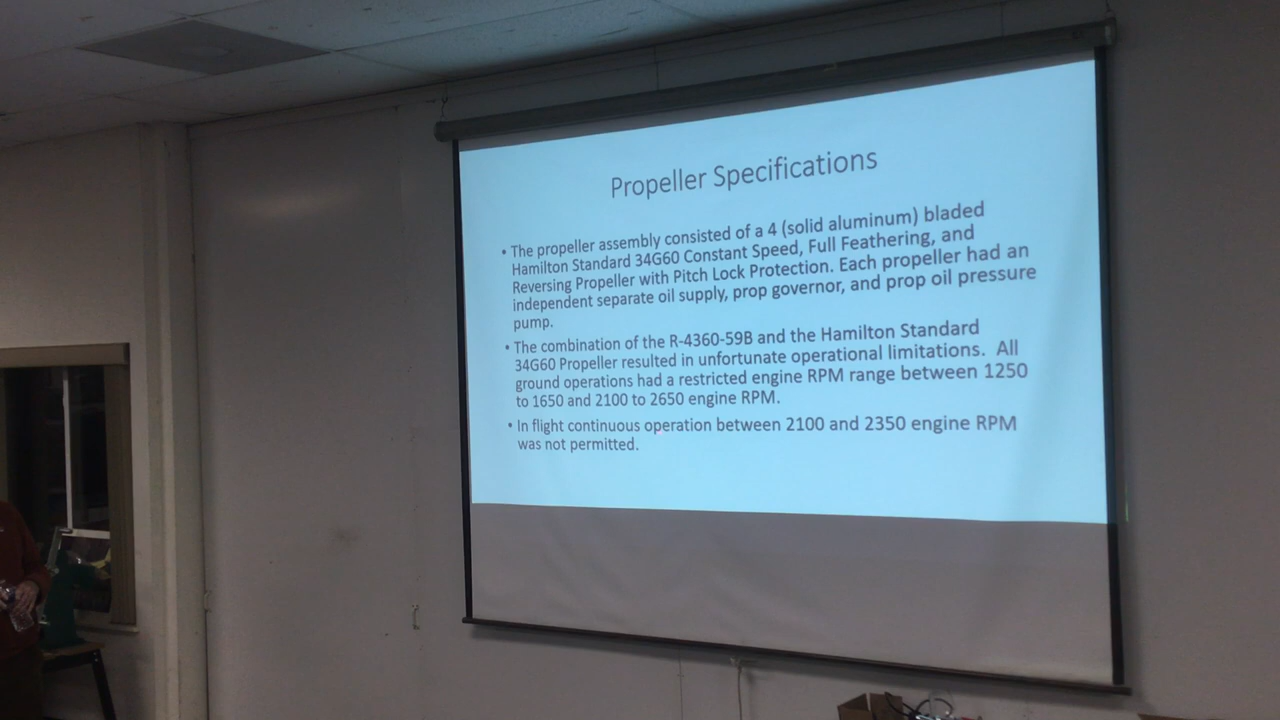 Propeller Specifications
• The propeller assembly consisted of a 4 (solid aluminum) bladed
Hamilton Standard 34G60 Constant Speed, Full Feathering, and
Reversing Propeller with Pitch Lock Protection. Each propeller had an
independent separate oil supply, prop governor, and prop oil pressure
pump.
• The combination of the R-4360-59B and the Hamilton Standard
34G60 Propeller resulted in unfortunate operational limitations. All
ground operations had a restricted engine RPM range between 1250
to 1650 and 2100 to 2650 engine RPM.
• In flight continuous operation between 2100 and 2350 engine RPM
was not permitted.